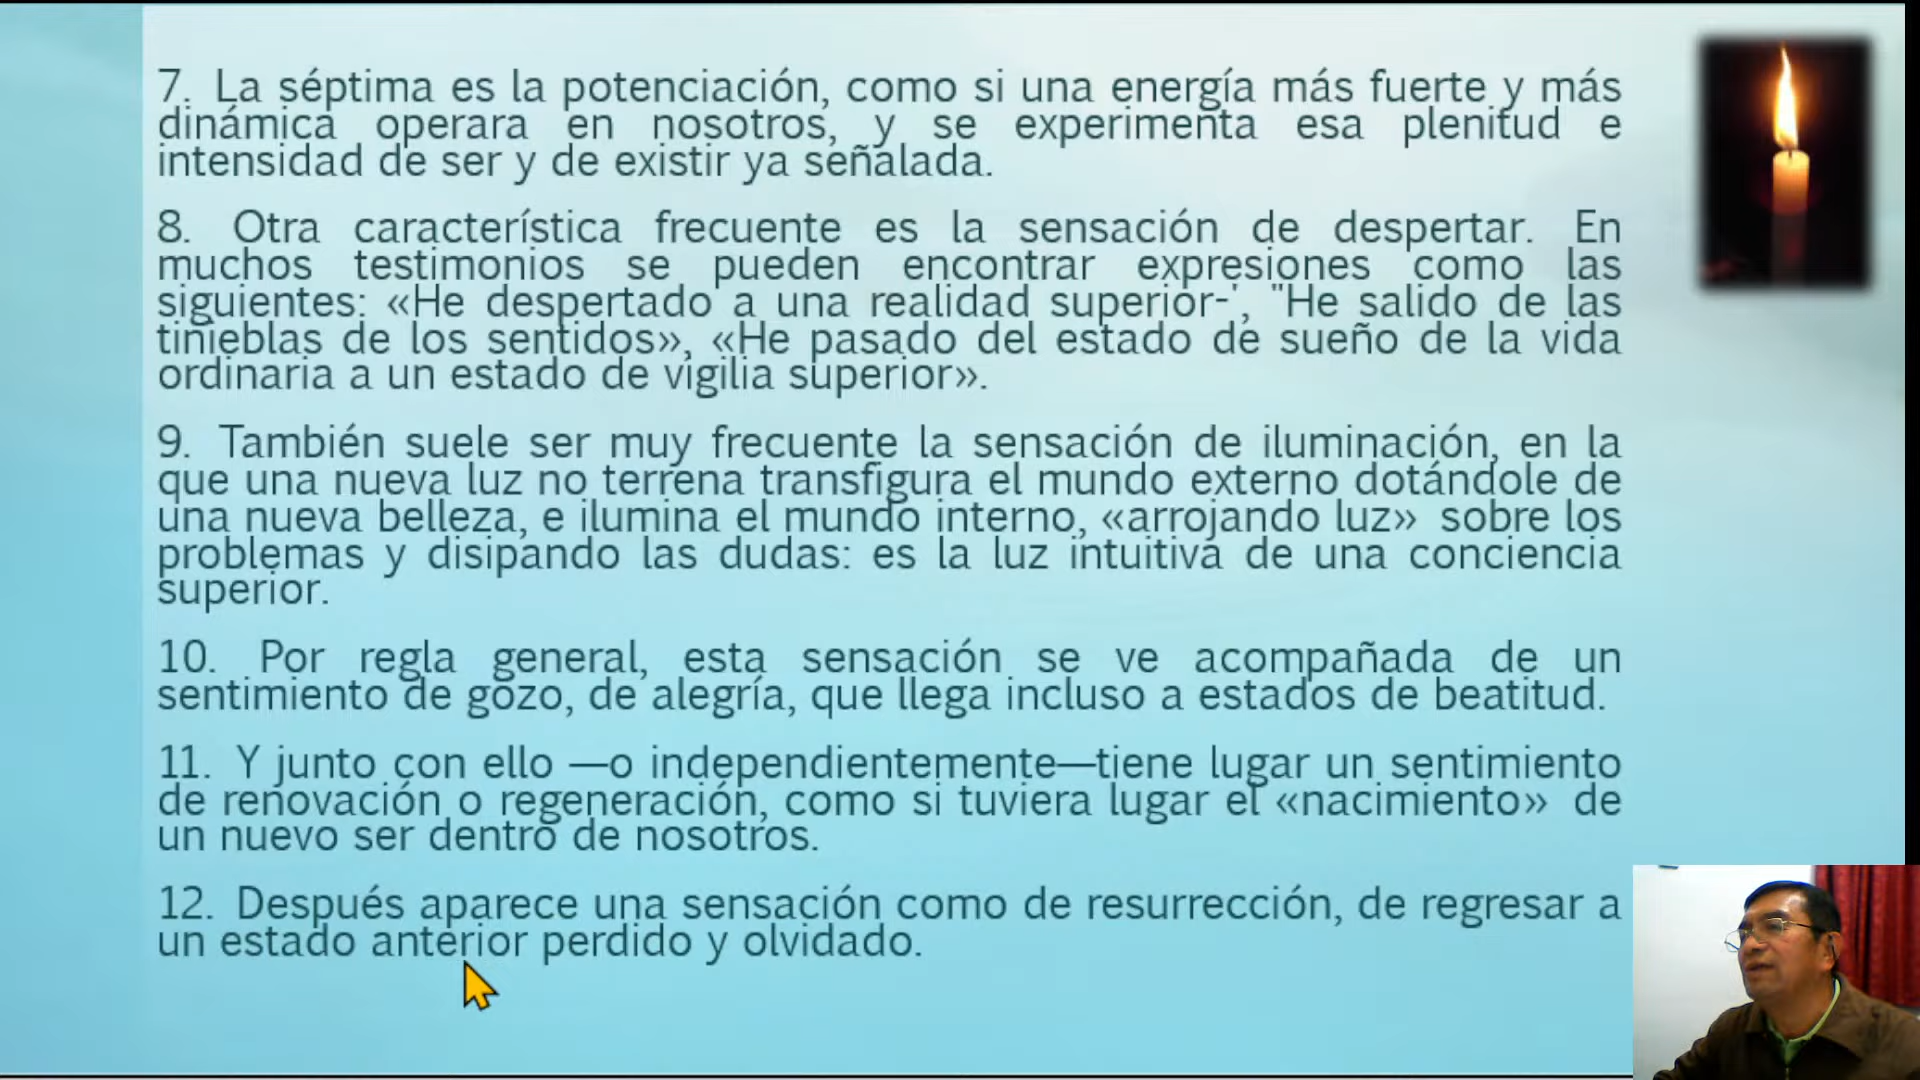 7. La séptima es la potenciación, como si una energía más fuerte y más
dinámica operara en nosotros, y se experimenta esa plenitud e
intensidad de ser y de existir ya señalada.
8. Otra característica frecuente es la sensación de despertar. En
muchos testimonios se pueden encontrar expresiones como las
siguientes: «He despertado a una realidad superior-', "He salido de las
tinieblas de los sentidos», «He pasado del estado de sueño de la vida
ordinaria a un estado de vigilia superior».
9. También suele ser muy frecuente la sensación de iluminación, en la
que una nueva luz no terrena transfigura el mundo externo dotándole de
una nueva belleza, e ilumina el mundo interno, «arrojando luz» sobre los
problemas y disipando las dudas: es la luz intuitiva de una conciencia
superior.
10. Por regla general, esta sensación se ve acompañada de un
sentimiento de gozo, de alegría, que llega incluso a estados de beatitud.
11. Y junto con ello —o independientemente—tiene lugar un sentimiento
de renovación o regeneración, como si tuviera lugar el «nacimiento» de
un nuevo ser dentro de nosotros.
12. Después aparece una sensación como de resurrección, de regresar a
un estado anterior perdido y olvidado.